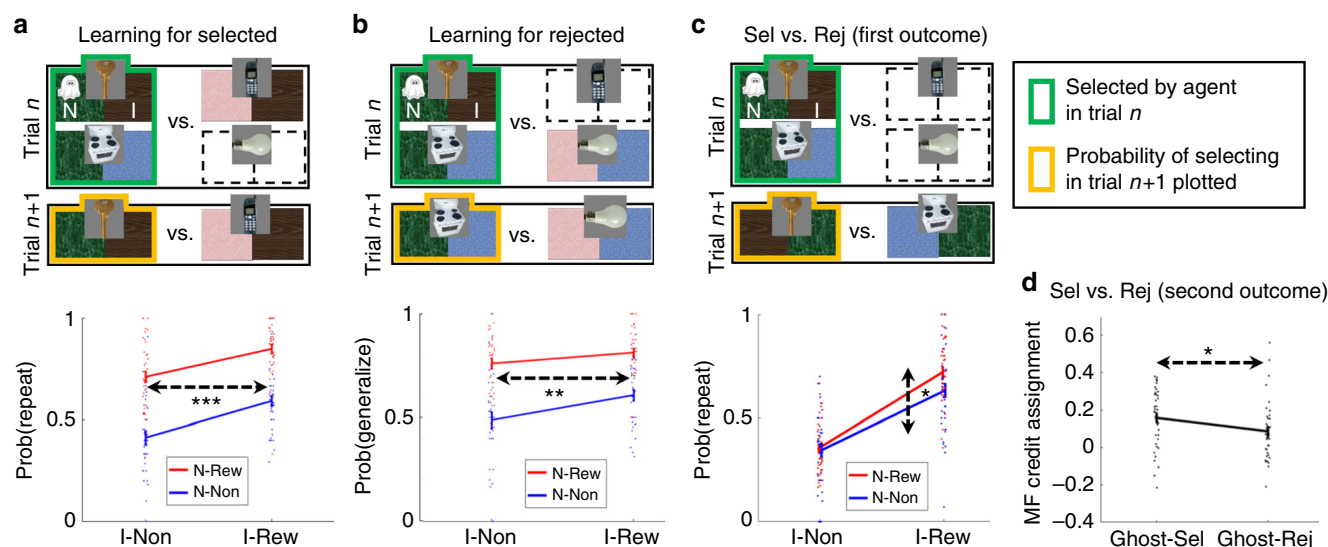 a Learning for selected
Trial n
N I
vs.
Trial n+1
vs.
Prob(repeat)
1
0.5
0
***
N-Rew
N-Non
I-Non I-Rew
b Learning for rejected
Trial n
N I
vs.
Trial n+1
vs.
Prob(generalize)
1
0.5
0
**
N-Rew
N-Non
I-Non I-Rew
c Sel vs. Rej (first outcome)
Trial n
N I
vs.
Trial n+1
vs.
Prob(repeat)
1
0.5
0
*
N-Rew
N-Non
I-Non I-Rew
Selected by agent
in trial n
Probability of selecting
in trial n+1 plotted
d Sel vs. Rej (second outcome)
MF credit assignment
0.6
0.4
0.2
0
−0.2
−0.4
*
Ghost-Sel Ghost-Rej